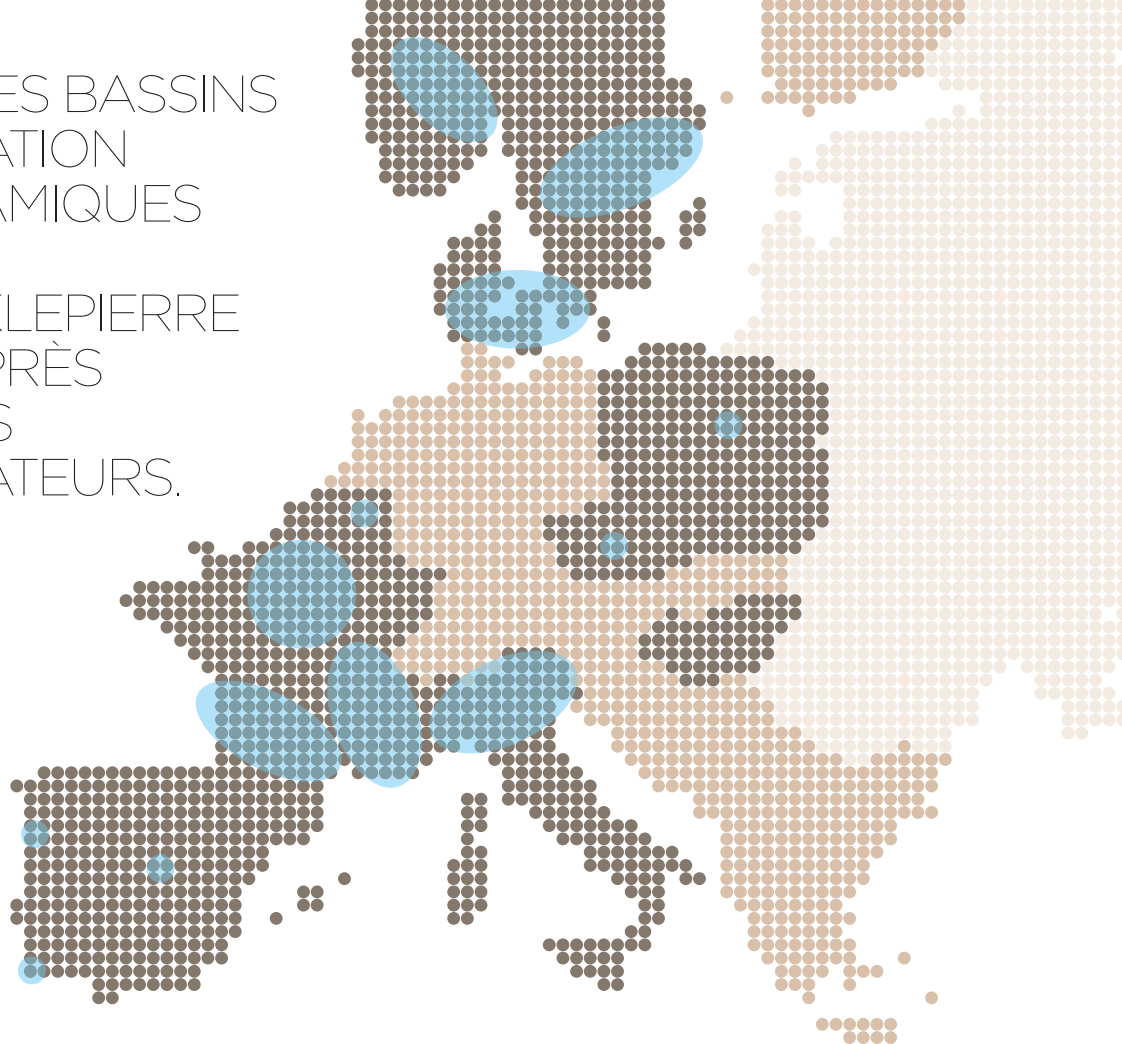 ES BASSINS
ATION
AMIQUES
LEPIERRE
PRÈS
S
ATEURS.